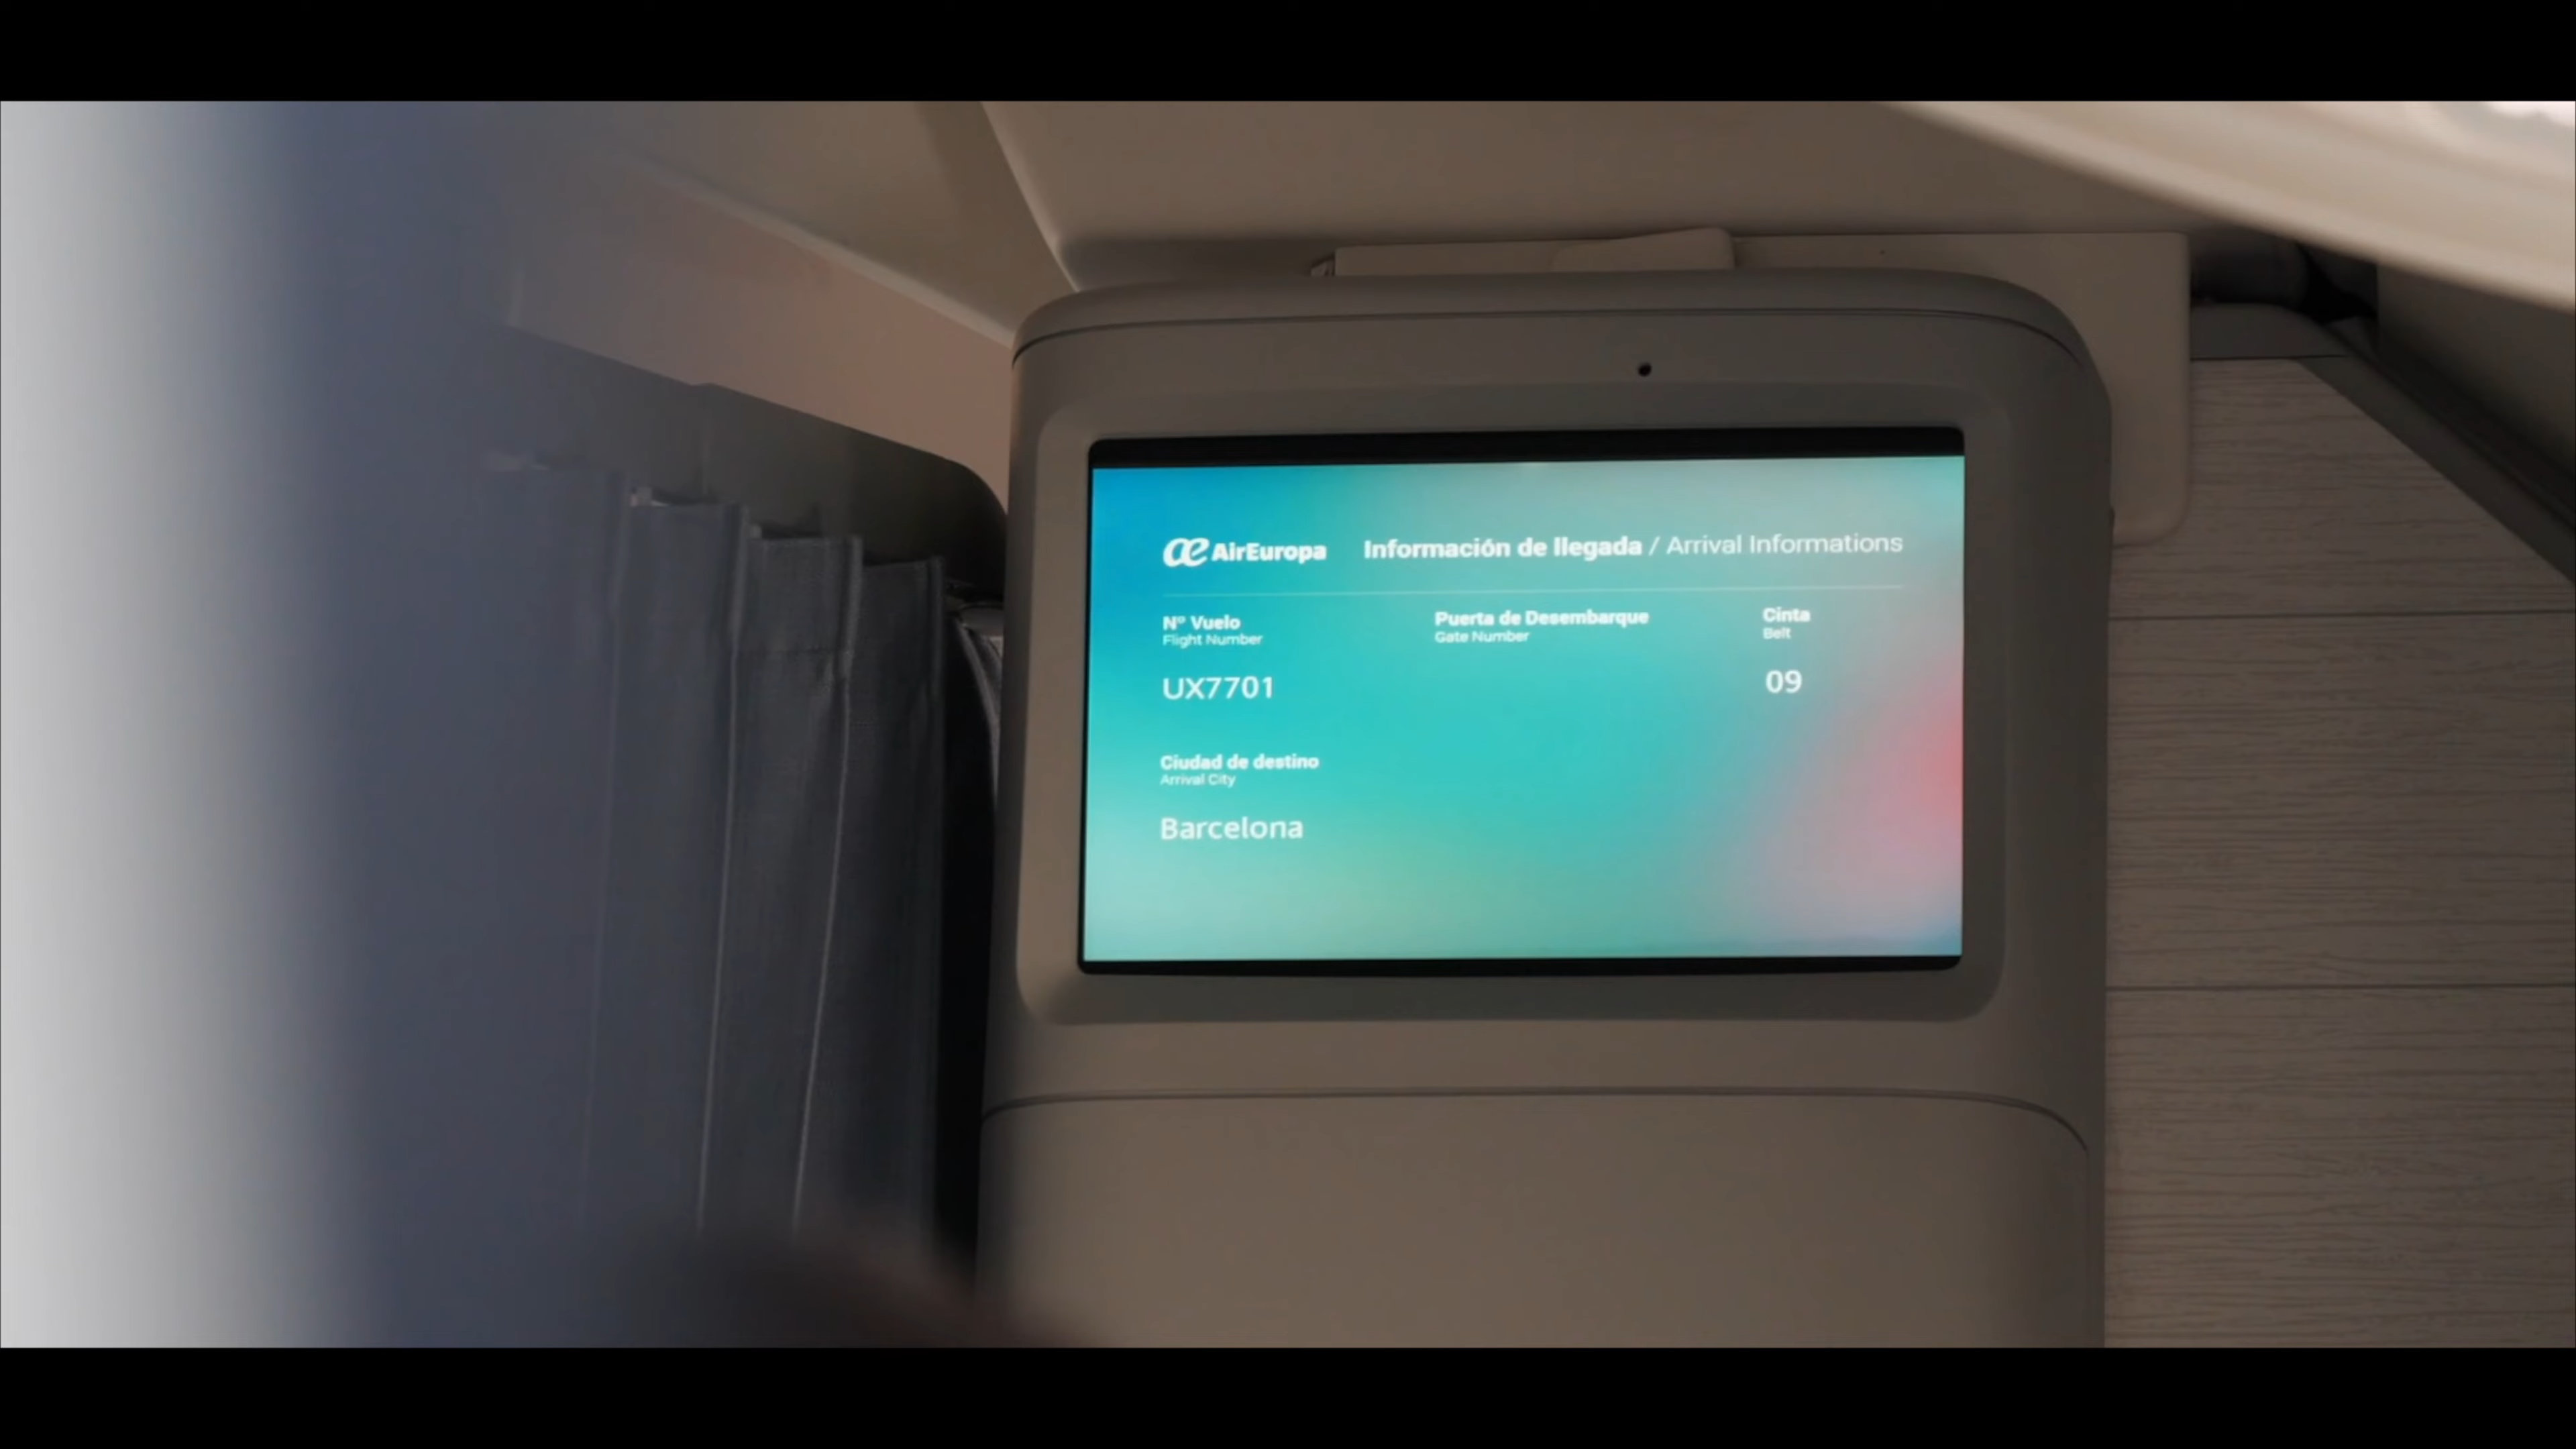 AirEuropa Información de llegada / Arrival Informations
Nº Vuelo Puerta de Desembarque Cinta
Flight Number Gate Number Belt
UX7701 09
Ciudad de destino
Arrival City
Barcelona